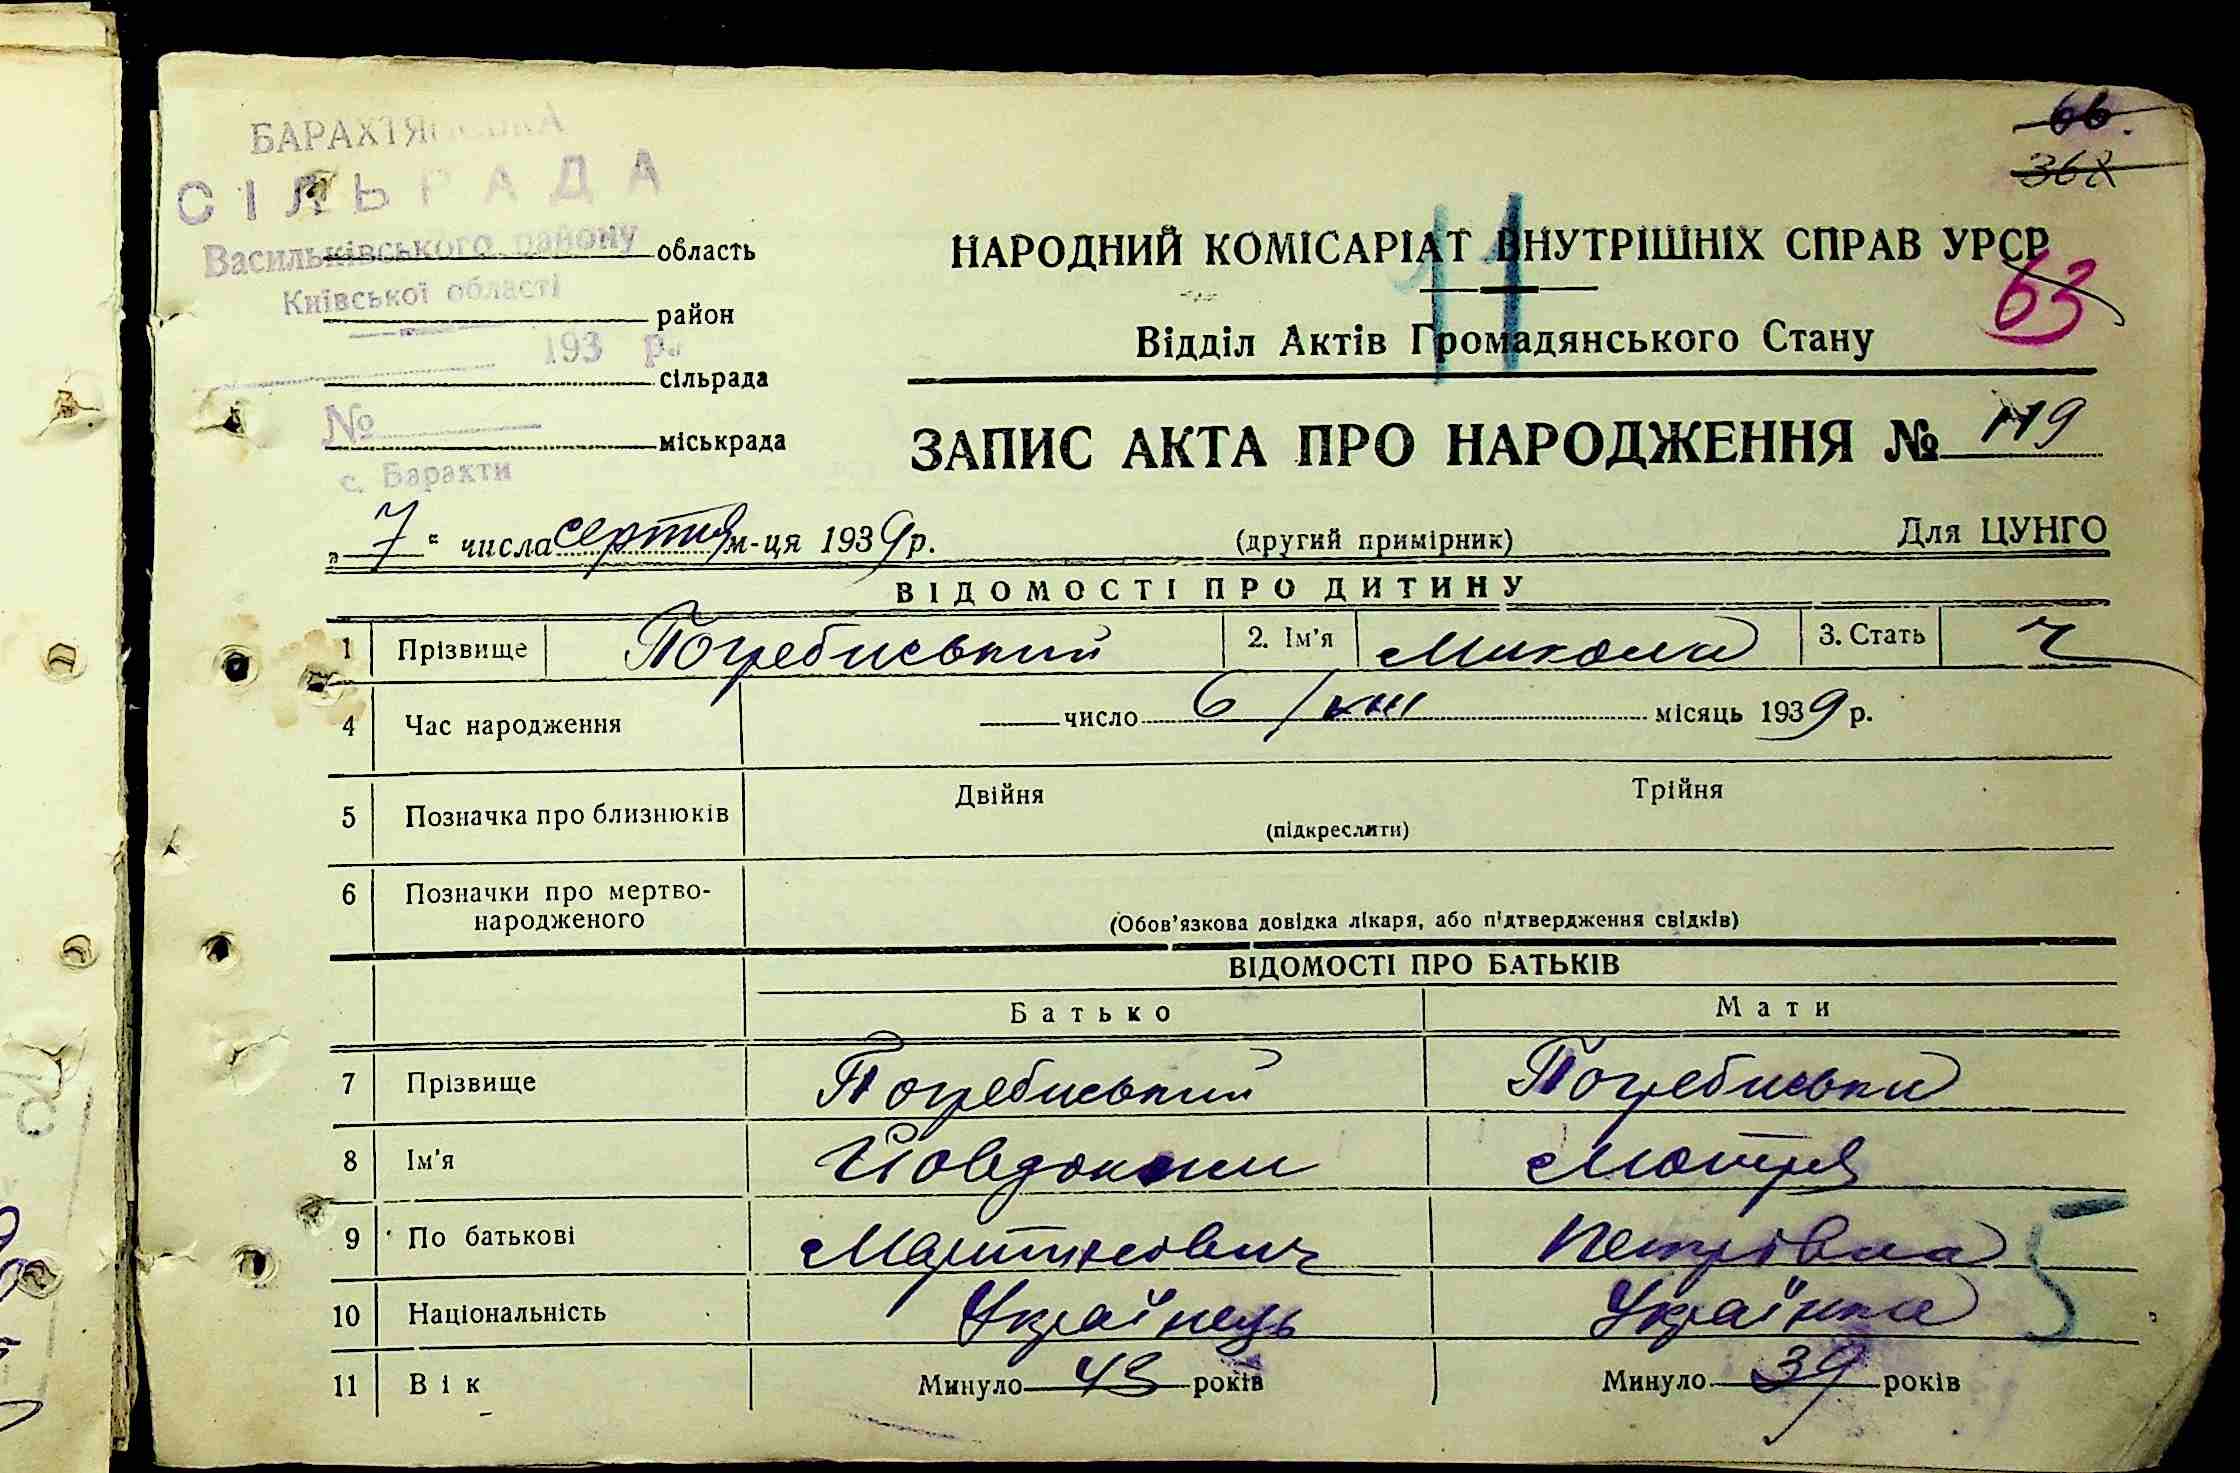 66.
368
БАРАХТЯНСЬКА
СІЛЬРАДА
Васильківського району
Київської області
193 р.
№
с. Барахти
область
район
сільрада
міськрада
11
НАРОДНИЙ КОМІСАРІАТ ВНУТРІШНІХ СПРАВ УРСР
63
Відділ Актів Громадянського Стану
ЗАПИС АКТА ПРО НАРОДЖЕННЯ № 119
„ 7 “ числа серпня м-ця 1939 р. (другий примірник) Для ЦУНГО
ВІДОМОСТІ ПРО ДИТИНУ
1 Прізвище Погребиський 2. Ім'я Микола 3. Стать ч
4 Час народження число 6/VIII місяць 1939 р.
5 Позначка про близнюків Двійня Трійня
(підкреслити)
6 Позначки про мертво-
народженого (Обов'язкова довідка лікаря, або підтвердження свідків)
ВІДОМОСТІ ПРО БАТЬКІВ
Батько Мати
7 Прізвище Погребиський Погребиська
8 Ім'я Мотря
9 По батькові Мартинович Петрівна
10 Національність Українець Українка
5
11 Вік Минуло 43 років Минуло 39 років